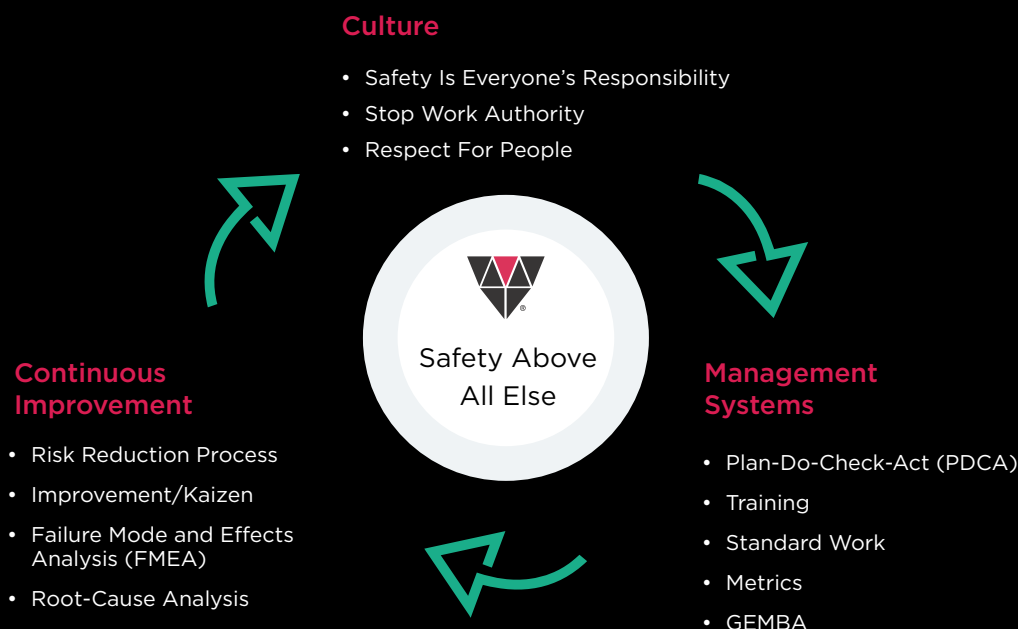 Culture
• Safety Is Everyone’s Responsibility
• Stop Work Authority
• Respect For People
®
Safety Above
All Else
Continuous
Improvement
• Risk Reduction Process
• Improvement/Kaizen
• Failure Mode and Effects
Analysis (FMEA)
• Root-Cause Analysis
Management
Systems
• Plan-Do-Check-Act (PDCA)
• Training
• Standard Work
• Metrics
• GEMBA